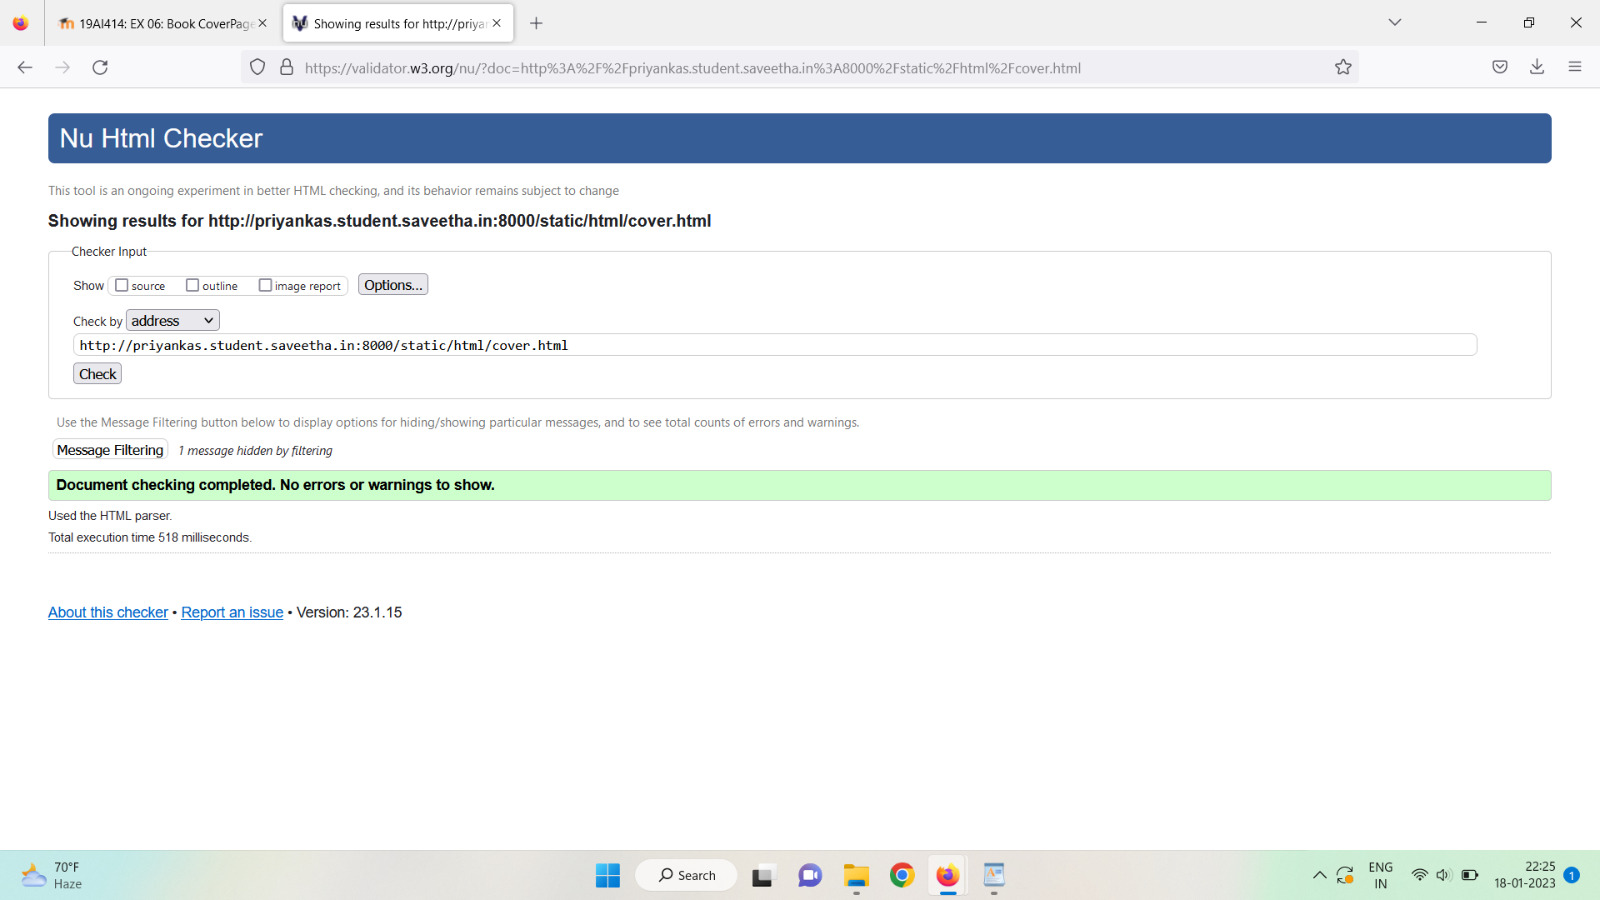 19AI414: EX 06: Book CoverPage
Showing results for http://priyan
https://validator.w3.org/nu/?doc=http%3A%2F%2Fpriyankas.student.saveetha.in%3A8000%2Fstatic%2Fhtml%2Fcover.html
Nu Html Checker
This tool is an ongoing experiment in better HTML checking, and its behavior remains subject to change
Showing results for http://priyankas.student.saveetha.in:8000/static/html/cover.html
Checker Input
Show source outline image report Options...
Check by address
http://priyankas.student.saveetha.in:8000/static/html/cover.html
Check
Use the Message Filtering button below to display options for hiding/showing particular messages, and to see total counts of errors and warnings.
Message Filtering 1 message hidden by filtering
Document checking completed. No errors or warnings to show.
Used the HTML parser.
Total execution time 518 milliseconds.
About this checker • Report an issue • Version: 23.1.15
70°F
Haze
Search
ENG
IN
22:25
18-01-2023
1